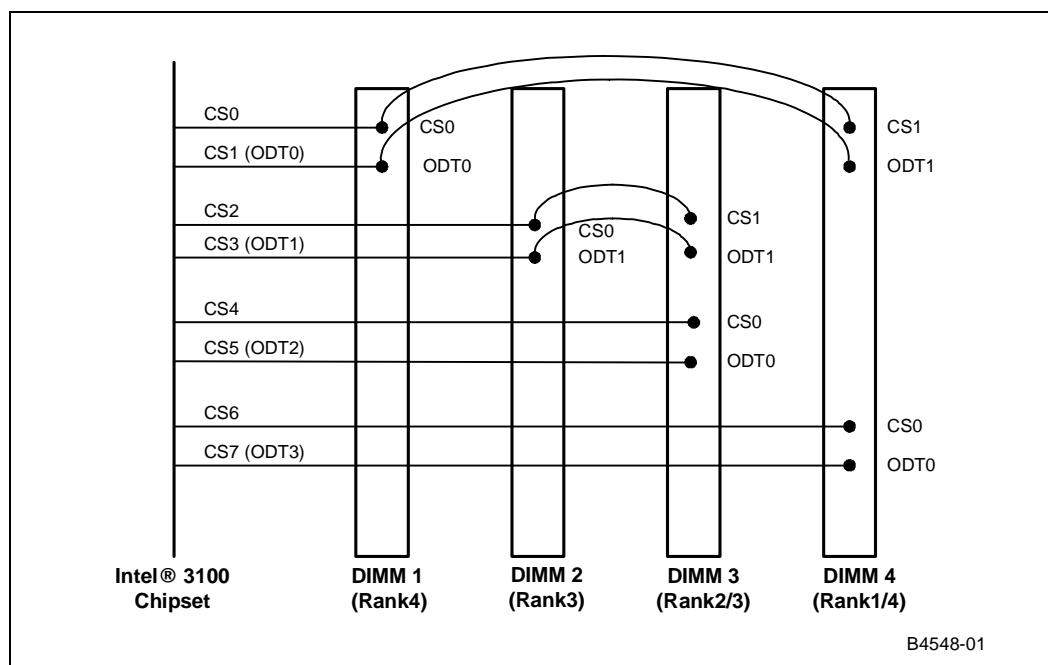 CS0
CS0
CS1
CS1 (ODT0)
ODT0
ODT1
CS2
CS0
CS1
CS3 (ODT1)
ODT1
ODT1
CS4
CS0
CS5 (ODT2)
ODT0
CS6
CS0
CS7 (ODT3)
ODT0
Intel® 3100
Chipset
DIMM 1
(Rank4)
DIMM 2
(Rank3)
DIMM 3
(Rank2/3)
DIMM 4
(Rank1/4)
B4548-01